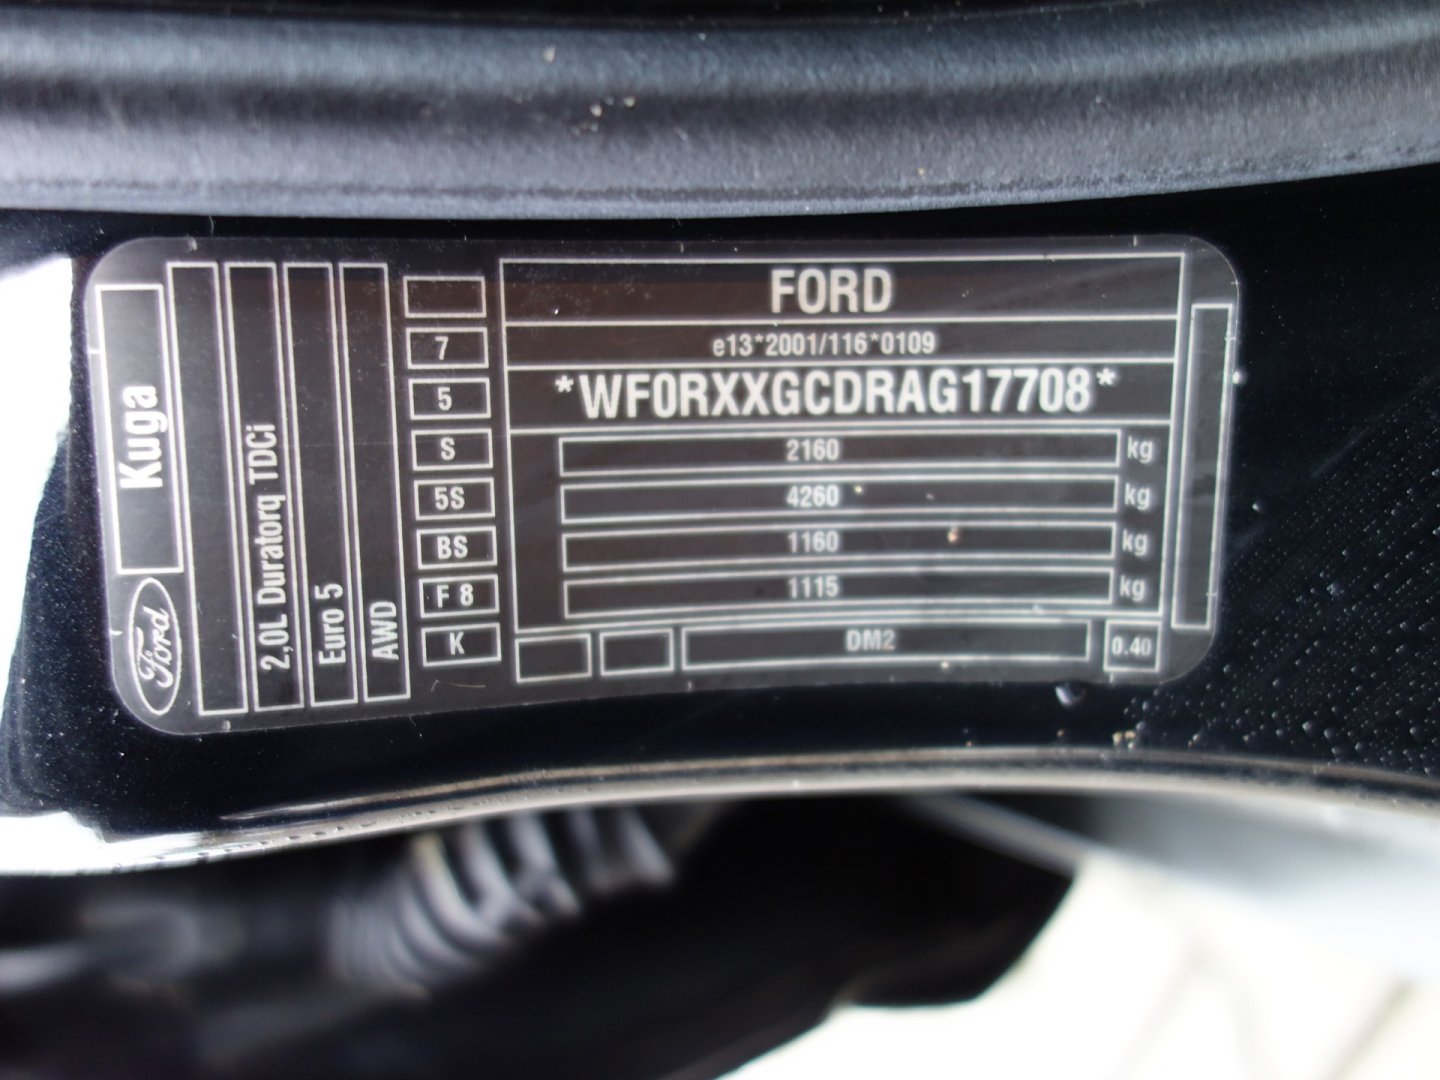 Ford
Kuga
2,0L Duratorq TDCi
Euro 5
AWD
7
5
S
5S
BS
F 8
K
FORD
e13*2001/116*0109
*WF0RXXGCDRAG17708*
2160 kg
4260 kg
1160 kg
1115 kg
DM2
0.40